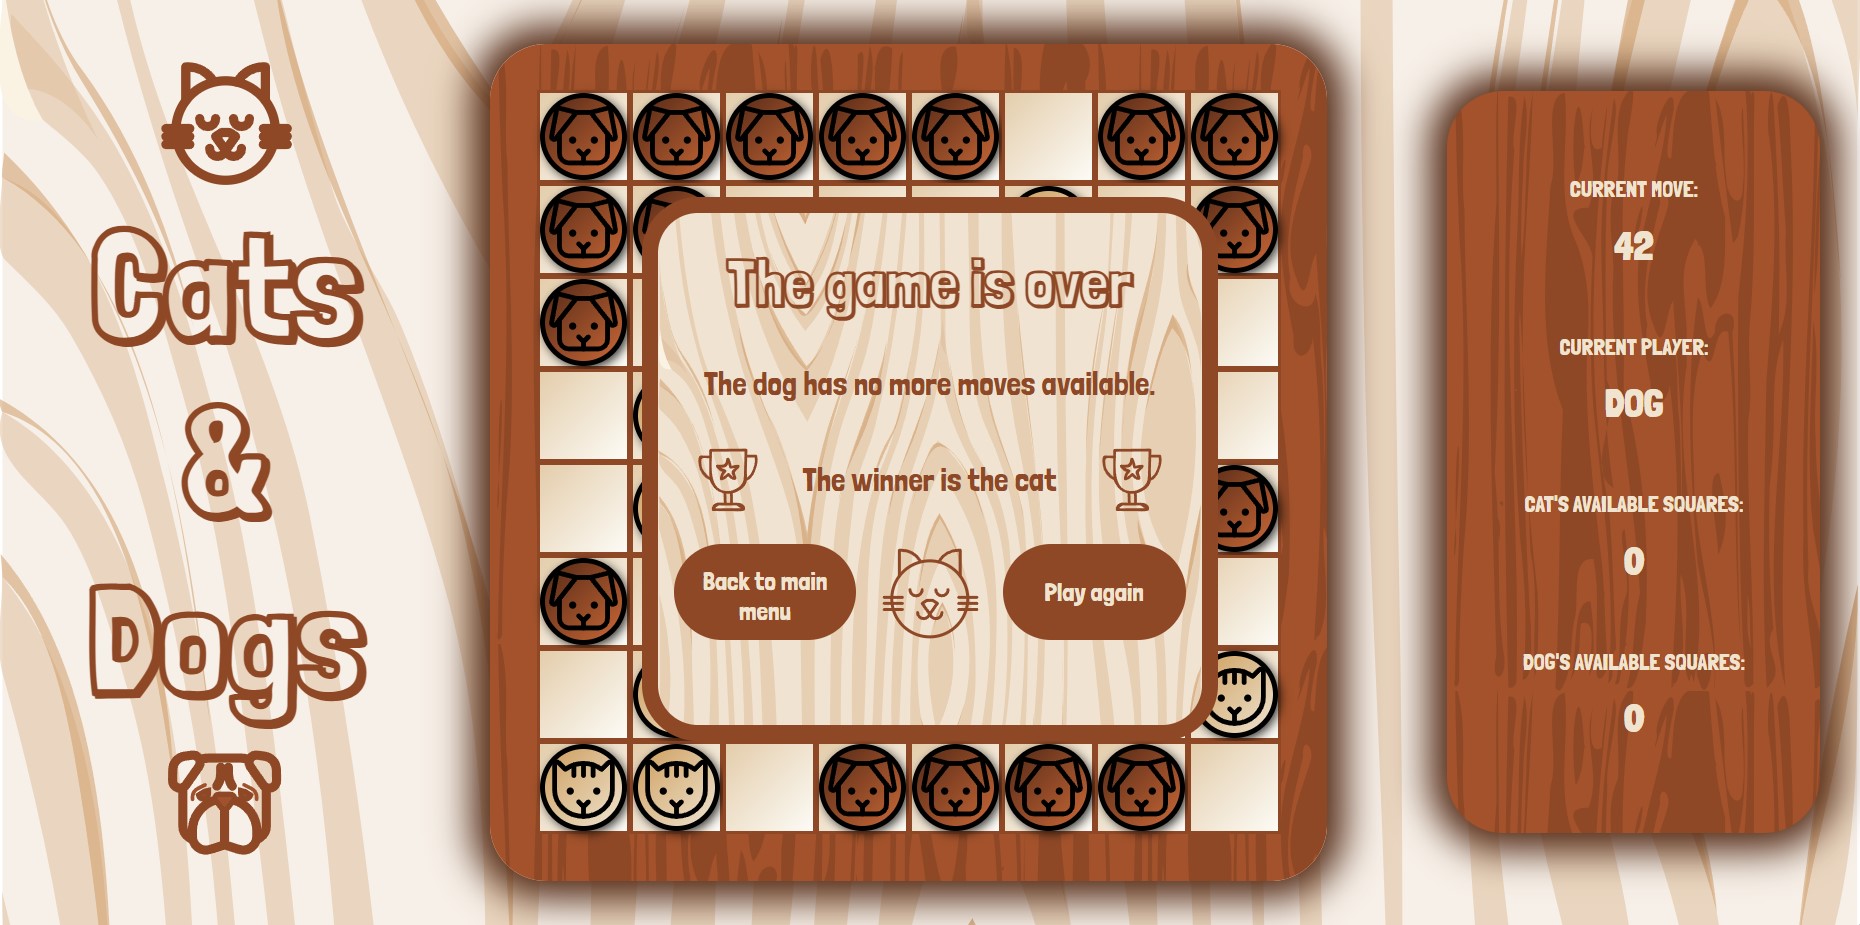 Cats
&
Dogs
The game is over
The dog has no more moves available.
The winner is the cat
Back to main
menu
Play again
CURRENT MOVE:
42
CURRENT PLAYER:
DOG
CAT'S AVAILABLE SQUARES:
0
DOG'S AVAILABLE SQUARES:
0